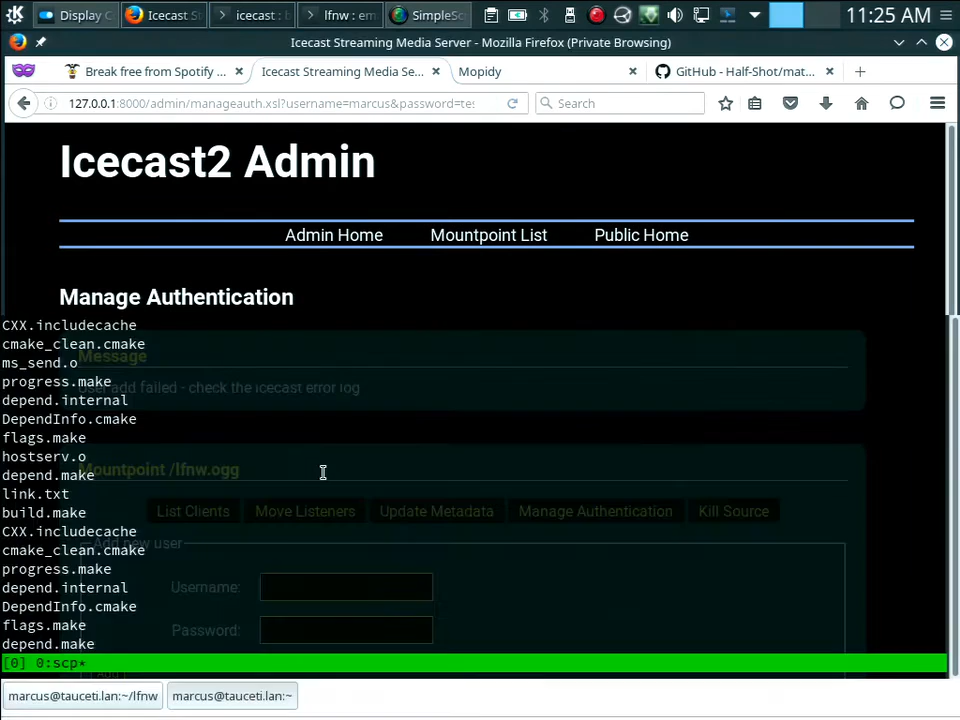 Display C
Icecast S
icecast : b
lfnw : em
SimpleSc
11:25 AM
Icecast Streaming Media Server - Mozilla Firefox (Private Browsing)
Break free from Spotify ...
Icecast Streaming Media Se...
Mopidy
GitHub - Half-Shot/mat...
127.0.0.1:8000/admin/manageauth.xsl?username=marcus&password=tes
Search
Icecast2 Admin
Admin Home
Mountpoint List
Public Home
Manage Authentication
CXX.includecache
cmake_clean.cmake
Message
ms_send.o
progress.make
User add failed - check the icecast error log
depend.internal
DependInfo.cmake
flags.make
hostserv.o
Mountpoint /lfnw.ogg
depend.make
link.txt
build.make
List Clients
Move Listeners
Update Metadata
Manage Authentication
Kill Source
CXX.includecache
Add new user
cmake_clean.cmake
progress.make
depend.internal
Username:
DependInfo.cmake
flags.make
Password:
depend.make
[0] 0:scp*
marcus@tauceti.lan:~/lfnw
marcus@tauceti.lan:~